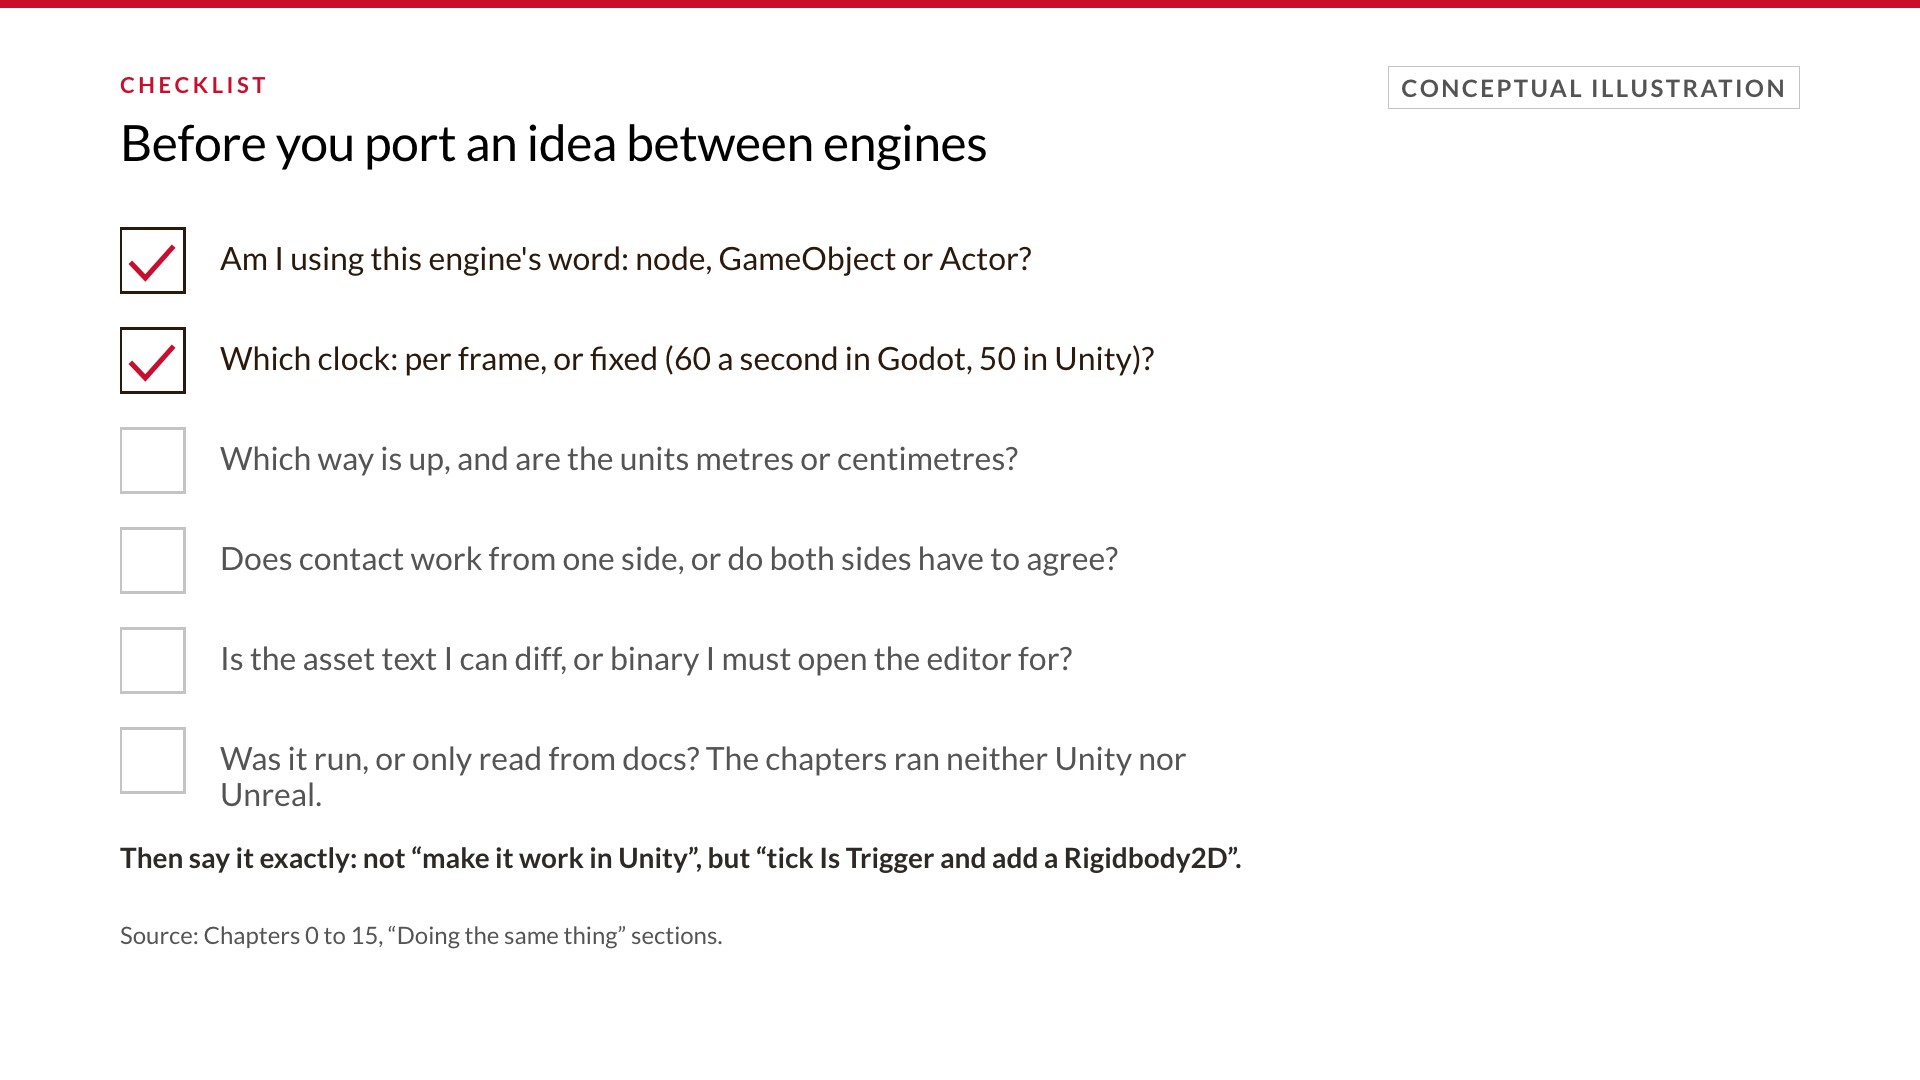 CHECKLIST
CONCEPTUAL ILLUSTRATION
Before you port an idea between engines
Am I using this engine's word: node, GameObject or Actor?
Which clock: per frame, or fixed (60 a second in Godot, 50 in Unity)?
Which way is up, and are the units metres or centimetres?
Does contact work from one side, or do both sides have to agree?
Is the asset text I can diff, or binary I must open the editor for?
Was it run, or only read from docs? The chapters ran neither Unity nor
Unreal.
Then say it exactly: not “make it work in Unity”, but “tick Is Trigger and add a Rigidbody2D”.
Source: Chapters 0 to 15, “Doing the same thing” sections.